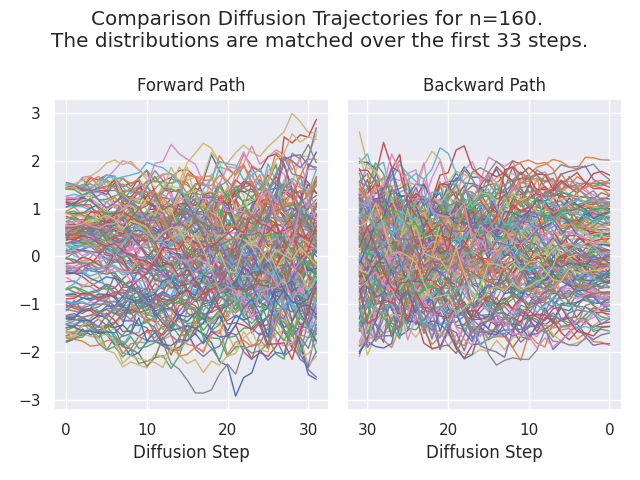 Comparison Diffusion Trajectories for n=160.
The distributions are matched over the first 33 steps.
Forward Path
Backward Path
3
2
1
0
−1
−2
−3
0
10
20
30
30
20
10
0
Diffusion Step
Diffusion Step